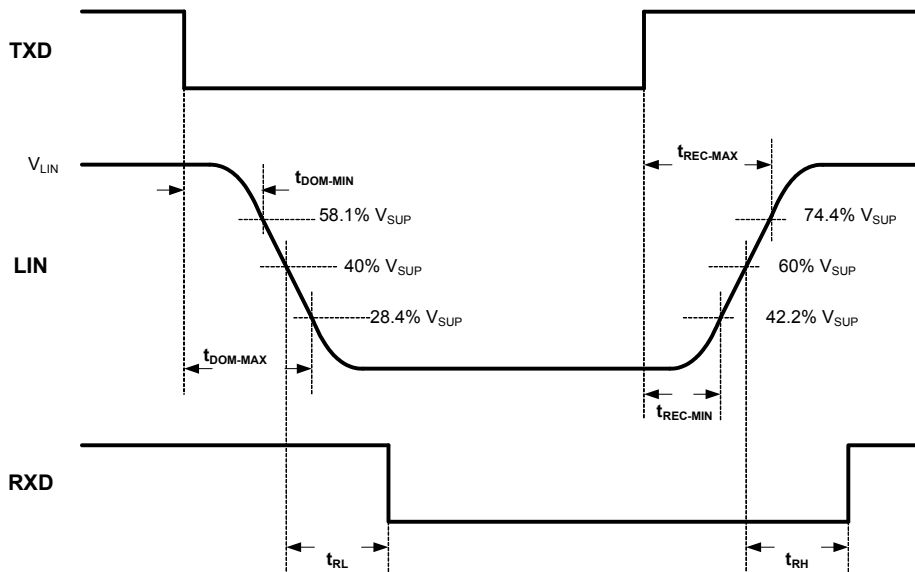 TXD
V_LIN
t_REC-MAX
t_DOM-MIN
58.1% V_SUP
74.4% V_SUP
LIN
40% V_SUP
60% V_SUP
28.4% V_SUP
42.2% V_SUP
t_DOM-MAX
t_REC-MIN
RXD
t_RL
t_RH